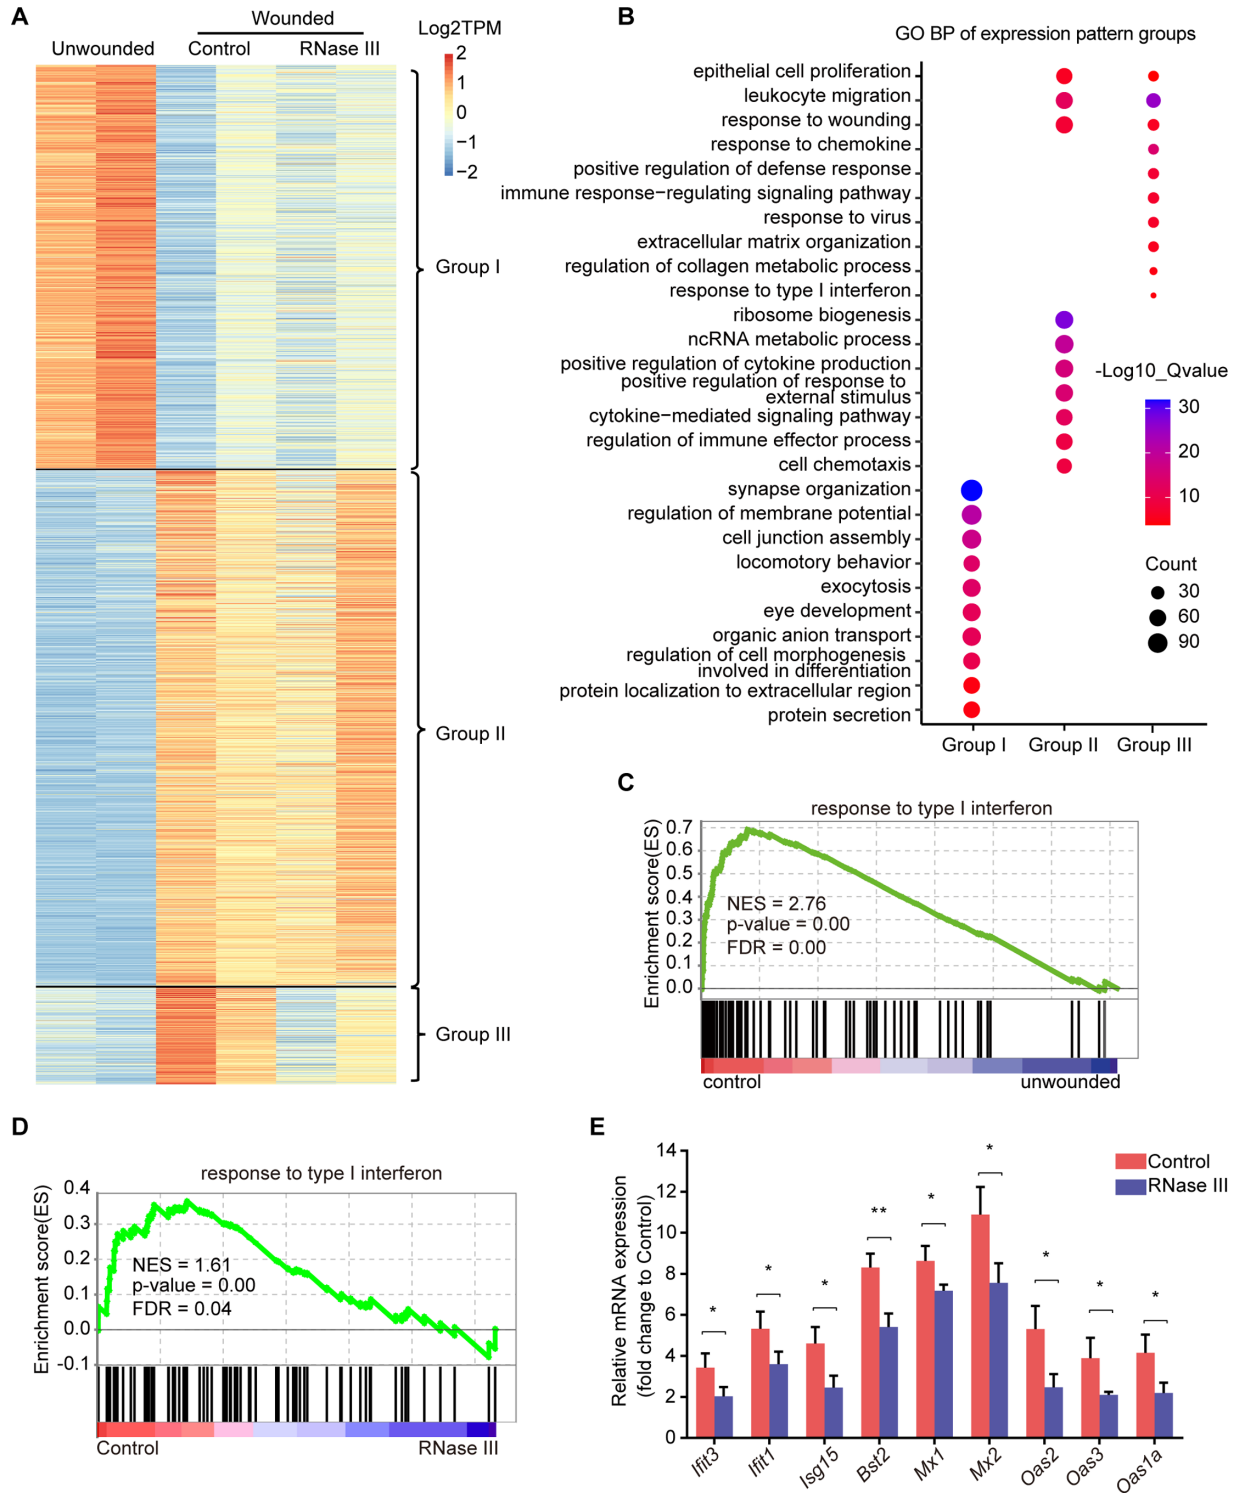 A
Wounded
Unwounded Control RNase III
Log2TPM
2
1
0
−1
−2
Group I
Group II
Group III
B
GO BP of expression pattern groups
epithelial cell proliferation
leukocyte migration
response to wounding
response to chemokine
positive regulation of defense response
immune response−regulating signaling pathway
response to virus
extracellular matrix organization
regulation of collagen metabolic process
response to type I interferon
ribosome biogenesis
ncRNA metabolic process
positive regulation of cytokine production
positive regulation of response to
external stimulus
cytokine−mediated signaling pathway
regulation of immune effector process
cell chemotaxis
synapse organization
regulation of membrane potential
cell junction assembly
locomotory behavior
exocytosis
eye development
organic anion transport
regulation of cell morphogenesis
involved in differentiation
protein localization to extracellular region
protein secretion
Group I Group II Group III
-Log10_Qvalue
30
20
10
Count
30
60
90
C
response to type I interferon
Enrichment score(ES)
0.7
0.6
0.5
0.4
0.3
0.2
0.1
0.0
NES = 2.76
p-value = 0.00
FDR = 0.00
control unwounded
D
response to type I interferon
Enrichment score(ES)
0.4
0.3
0.2
0.1
0.0
-0.1
NES = 1.61
p-value = 0.00
FDR = 0.04
Control RNase III
E
Relative mRNA expression
(fold change to Control)
14
12
10
8
6
4
2
0
* * * ** * * * * *
Control
RNase III
Ifit3 Ifit1 Isg15 Bst2 Mx1 Mx2 Oas2 Oas3 Oas1a